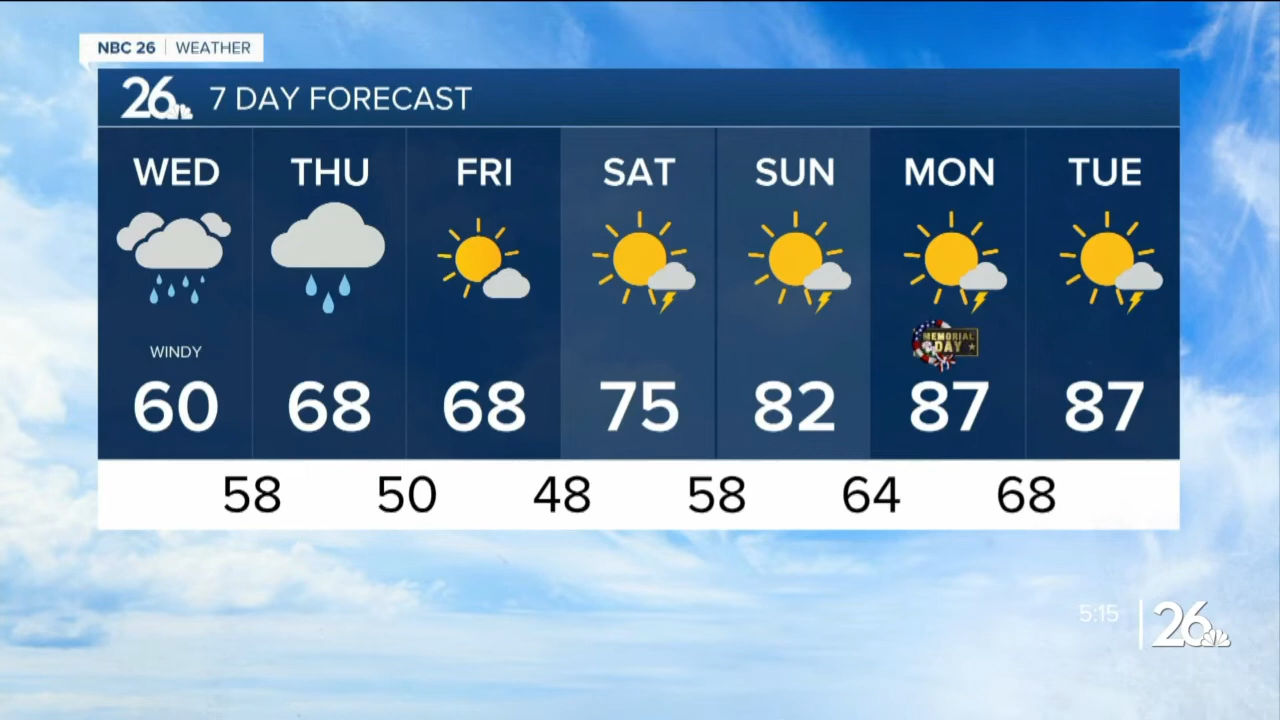 NBC 26 | WEATHER
26 7 DAY FORECAST
WED THU FRI SAT SUN MON TUE
MEMORIAL
DAY
WINDY
60 68 68 75 82 87 87
58 50 48 58 64 68
5:15 26